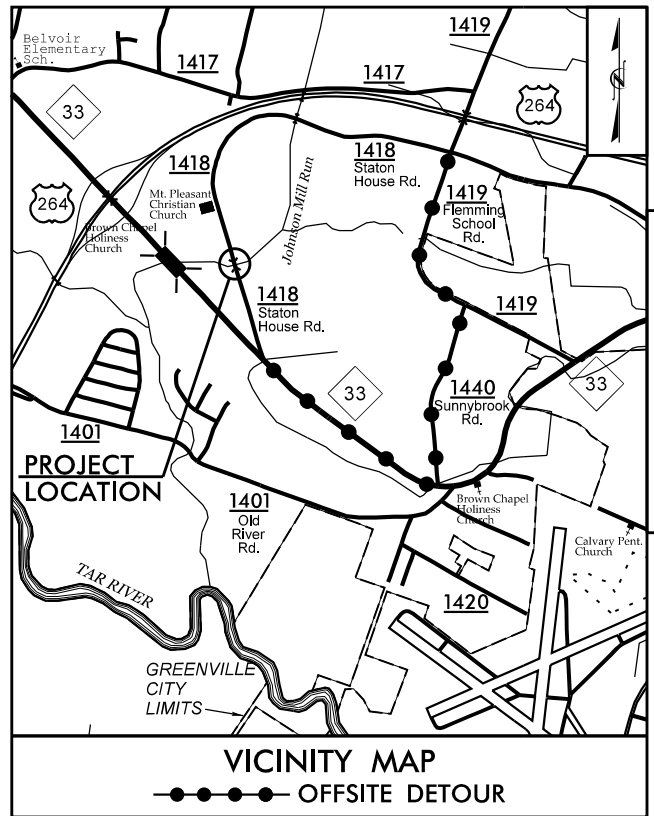 Belvoir
Elementary
Sch.
1419
1417
1417
33
264
1418
1418
Staton
House Rd.
264
Mt. Pleasant
Christian
Church
Johnson Mill Run
1419
Flemming
School
Rd.
Brown Chapel
Holiness
Church
1418
Staton
House Rd.
1419
33
1440
Sunnybrook
Rd.
33
1401
PROJECT
LOCATION
1401
Old
River
Rd.
Brown Chapel
Holiness
Church
Calvary Pent.
Church
TAR RIVER
1420
GREENVILLE
CITY
LIMITS
VICINITY MAP
OFFSITE DETOUR